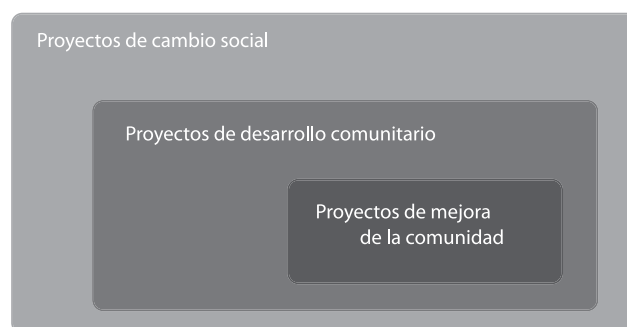 Proyectos de cambio social
Proyectos de desarrollo comunitario
Proyectos de mejora
de la comunidad